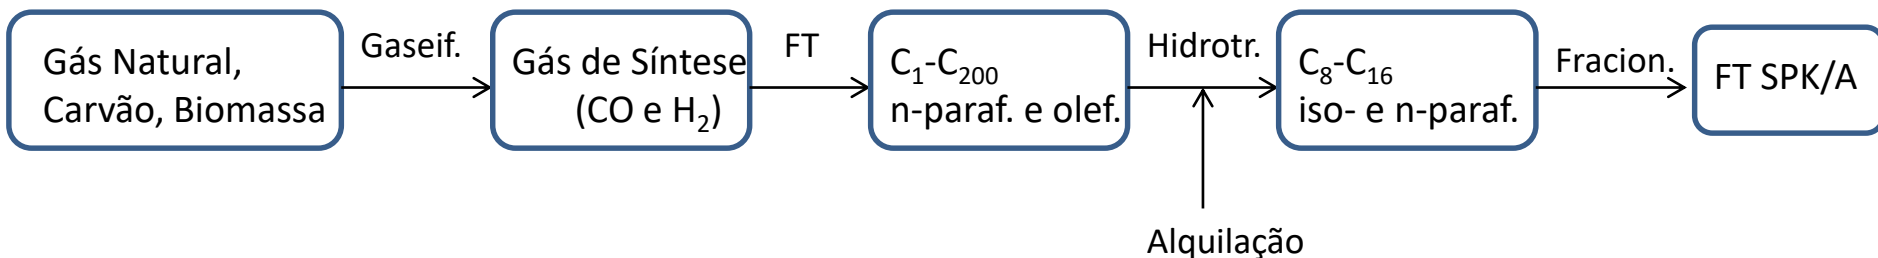 Gás Natural,
Carvão, Biomassa
Gaseif.
Gás de Síntese
(CO e H₂)
FT
C₁-C₂₀₀
n-paraf. e olef.
Hidrotr.
C₈-C₁₆
iso- e n-paraf.
Fracion.
FT SPK/A
Alquilação